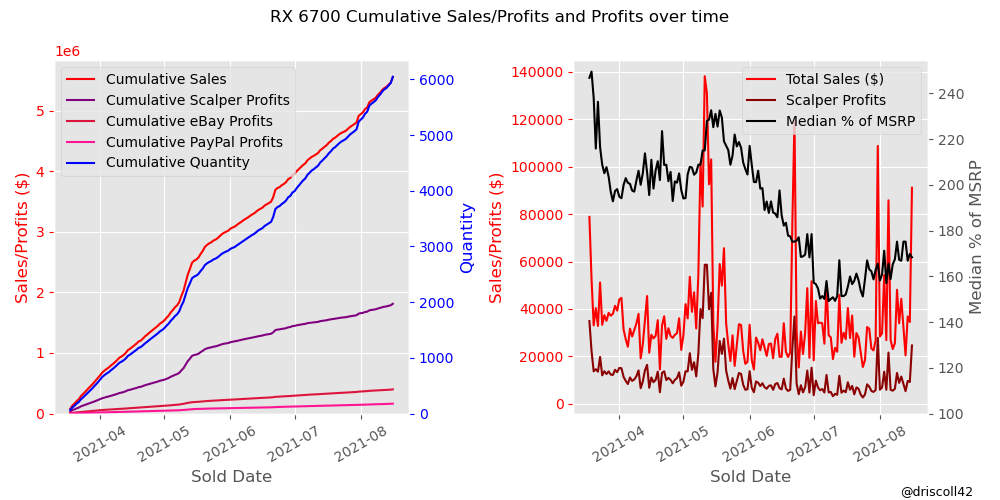 RX 6700 Cumulative Sales/Profits and Profits over time
1e6
Cumulative Sales
Cumulative Scalper Profits
Cumulative eBay Profits
Cumulative PayPal Profits
Cumulative Quantity
5
4
3
2
1
0
Sales/Profits ($)
6000
5000
4000
3000
2000
1000
0
Quantity
2021-04
2021-05
2021-06
2021-07
2021-08
Sold Date
Total Sales ($)
Scalper Profits
Median % of MSRP
140000
120000
100000
80000
60000
40000
20000
0
Sales/Profits ($)
240
220
200
180
160
140
120
100
Median % of MSRP
2021-04
2021-05
2021-06
2021-07
2021-08
Sold Date
@driscoll42